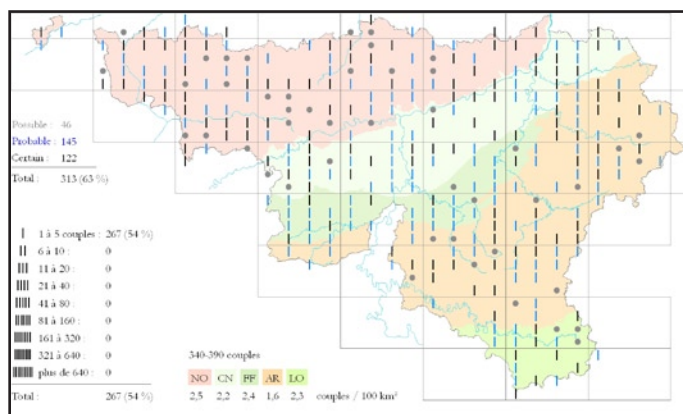 Possible : 46
Probable : 145
Certain : 122
Total : 313 (63 %)
1 à 5 couples : 267 (54 %)
6 à 10 : 0
11 à 20 : 0
21 à 40 : 0
41 à 80 : 0
81 à 160 : 0
161 à 320 : 0
321 à 640 : 0
plus de 640 : 0
Total : 267 (54 %)
340-390 couples
NO CN FF AR LO
2,5 2,2 2,4 1,6 2,3 couples / 100 km²